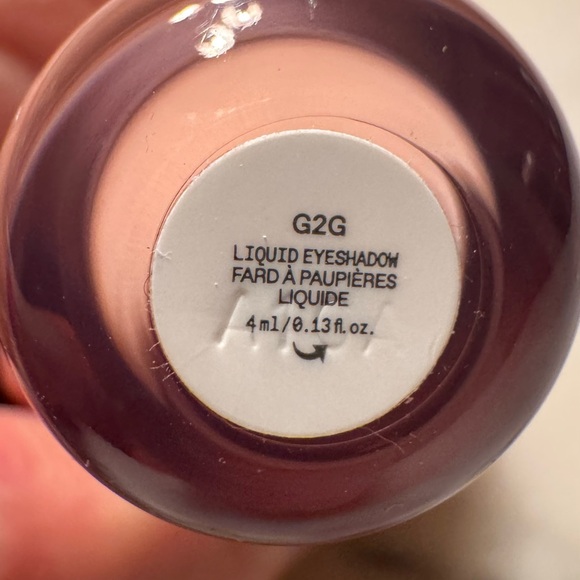 G2G
LIQUID EYESHADOW
FARD À PAUPIÈRES
LIQUIDE
4 ml/0.13 fl. oz.